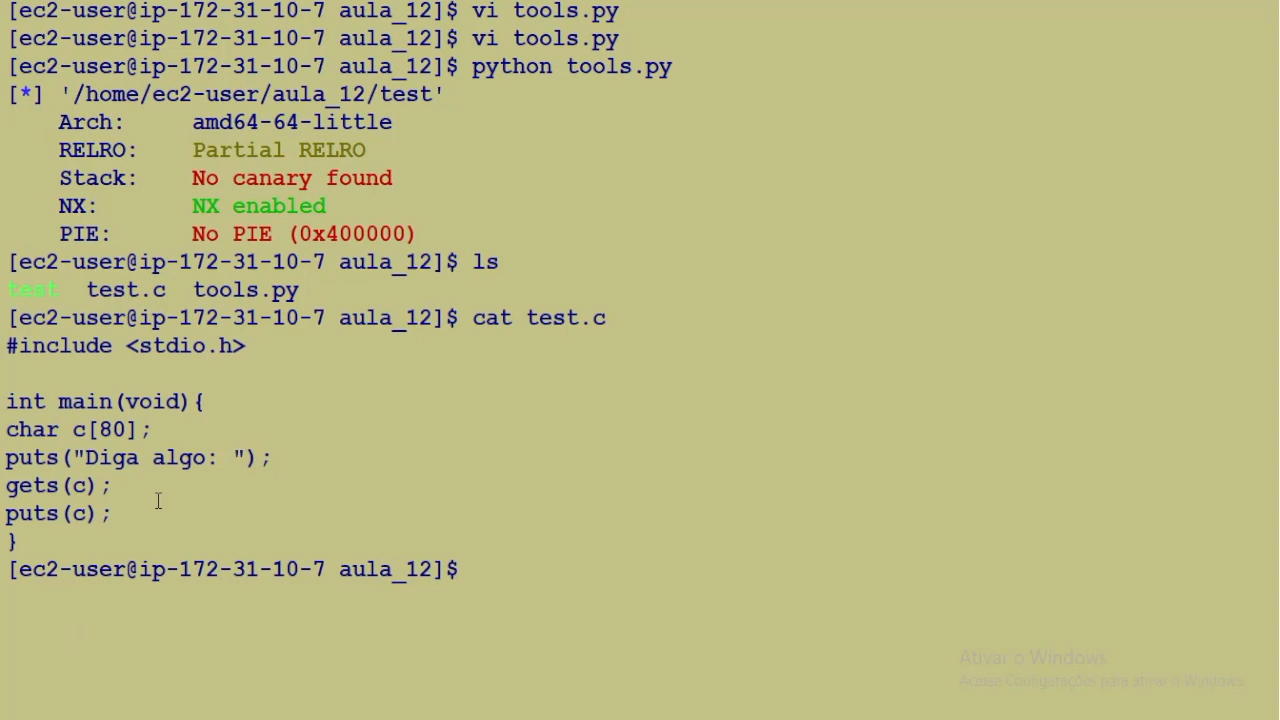 [ec2-user@ip-172-31-10-7 aula_12]$ vi tools.py
[ec2-user@ip-172-31-10-7 aula_12]$ vi tools.py
[ec2-user@ip-172-31-10-7 aula_12]$ python tools.py
[*] '/home/ec2-user/aula_12/test'
    Arch:     amd64-64-little
    RELRO:    Partial RELRO
    Stack:    No canary found
    NX:       NX enabled
    PIE:      No PIE (0x400000)
[ec2-user@ip-172-31-10-7 aula_12]$ ls
test  test.c  tools.py
[ec2-user@ip-172-31-10-7 aula_12]$ cat test.c
#include <stdio.h>

int main(void){
char c[80];
puts("Diga algo: ");
gets(c);
puts(c);
}
[ec2-user@ip-172-31-10-7 aula_12]$
Ativar o Windows
Acesse Configurações para ativar o Windows.